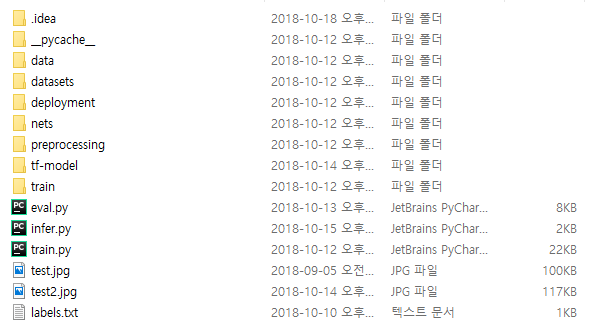 .idea 2018-10-18 오후... 파일 폴더
__pycache__ 2018-10-12 오후... 파일 폴더
data 2018-10-12 오후... 파일 폴더
datasets 2018-10-12 오후... 파일 폴더
deployment 2018-10-12 오후... 파일 폴더
nets 2018-10-12 오후... 파일 폴더
preprocessing 2018-10-12 오후... 파일 폴더
tf-model 2018-10-14 오후... 파일 폴더
train 2018-10-12 오후... 파일 폴더
PC eval.py 2018-10-13 오후... JetBrains PyChar... 8KB
PC infer.py 2018-10-15 오후... JetBrains PyChar... 2KB
PC train.py 2018-10-12 오후... JetBrains PyChar... 22KB
test.jpg 2018-09-05 오전... JPG 파일 100KB
test2.jpg 2018-10-14 오후... JPG 파일 117KB
labels.txt 2018-10-10 오후... 텍스트 문서 1KB